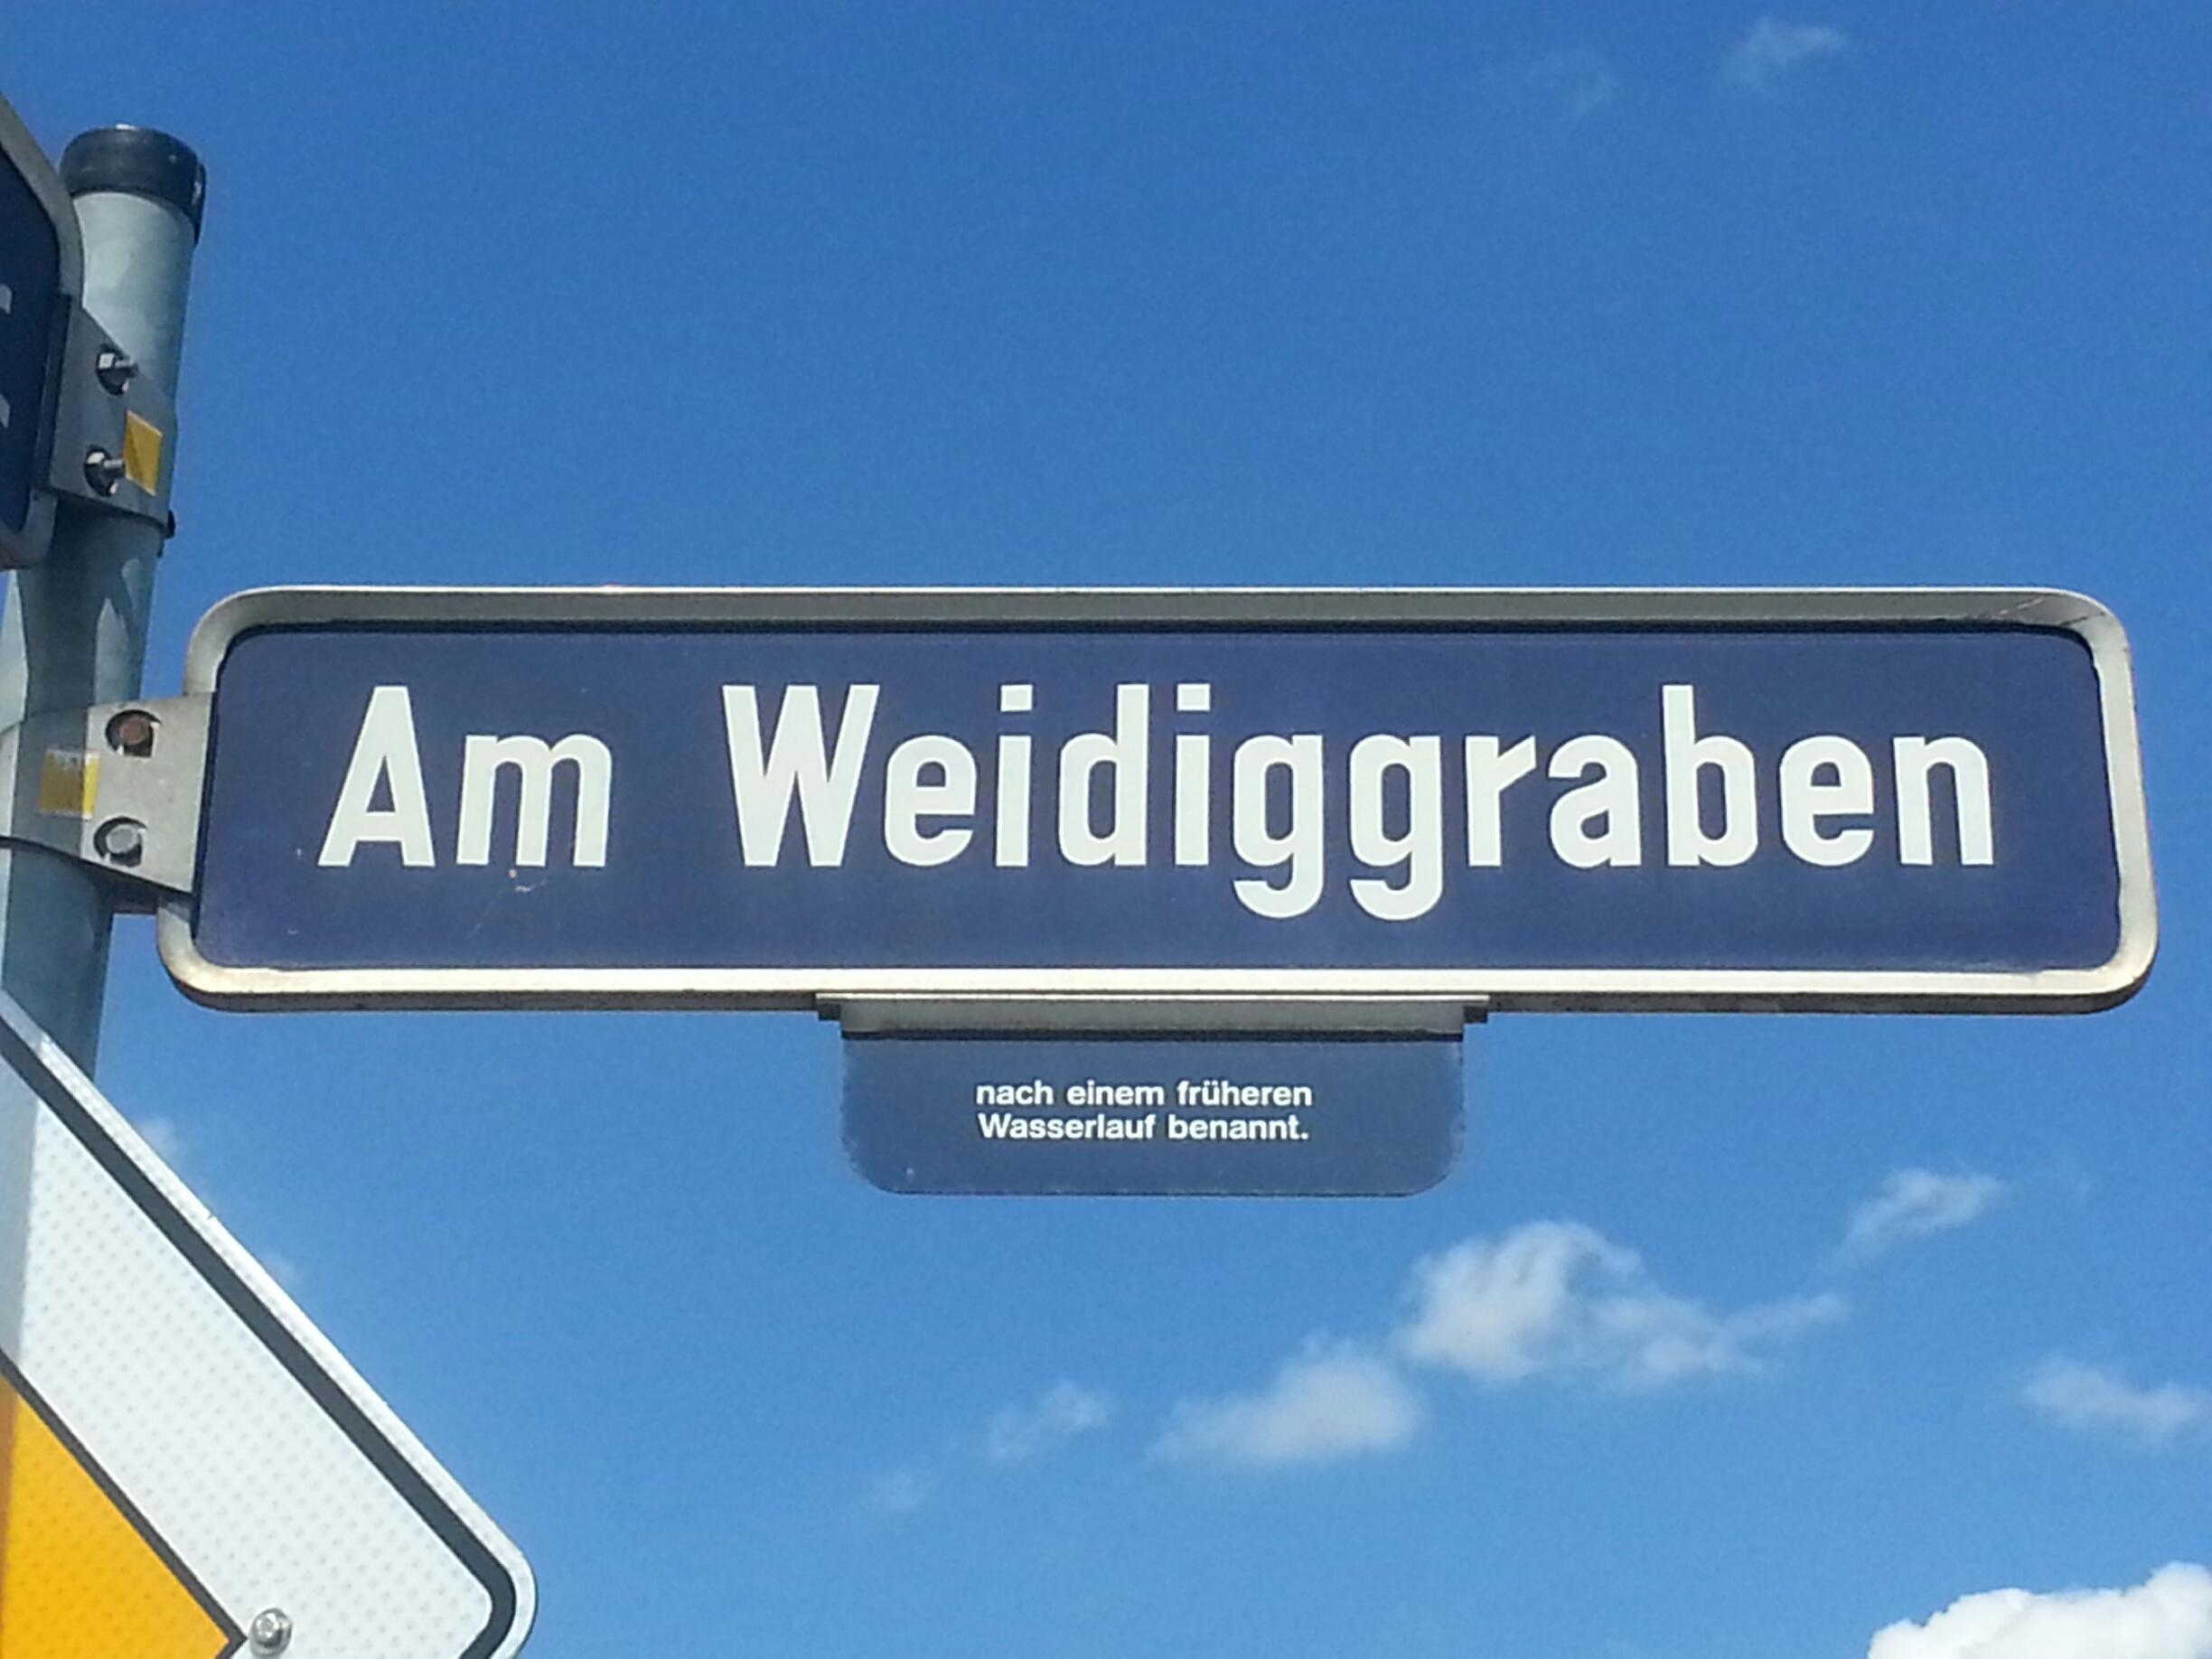 Am Weidiggraben
nach einem früheren
Wasserlauf benannt.